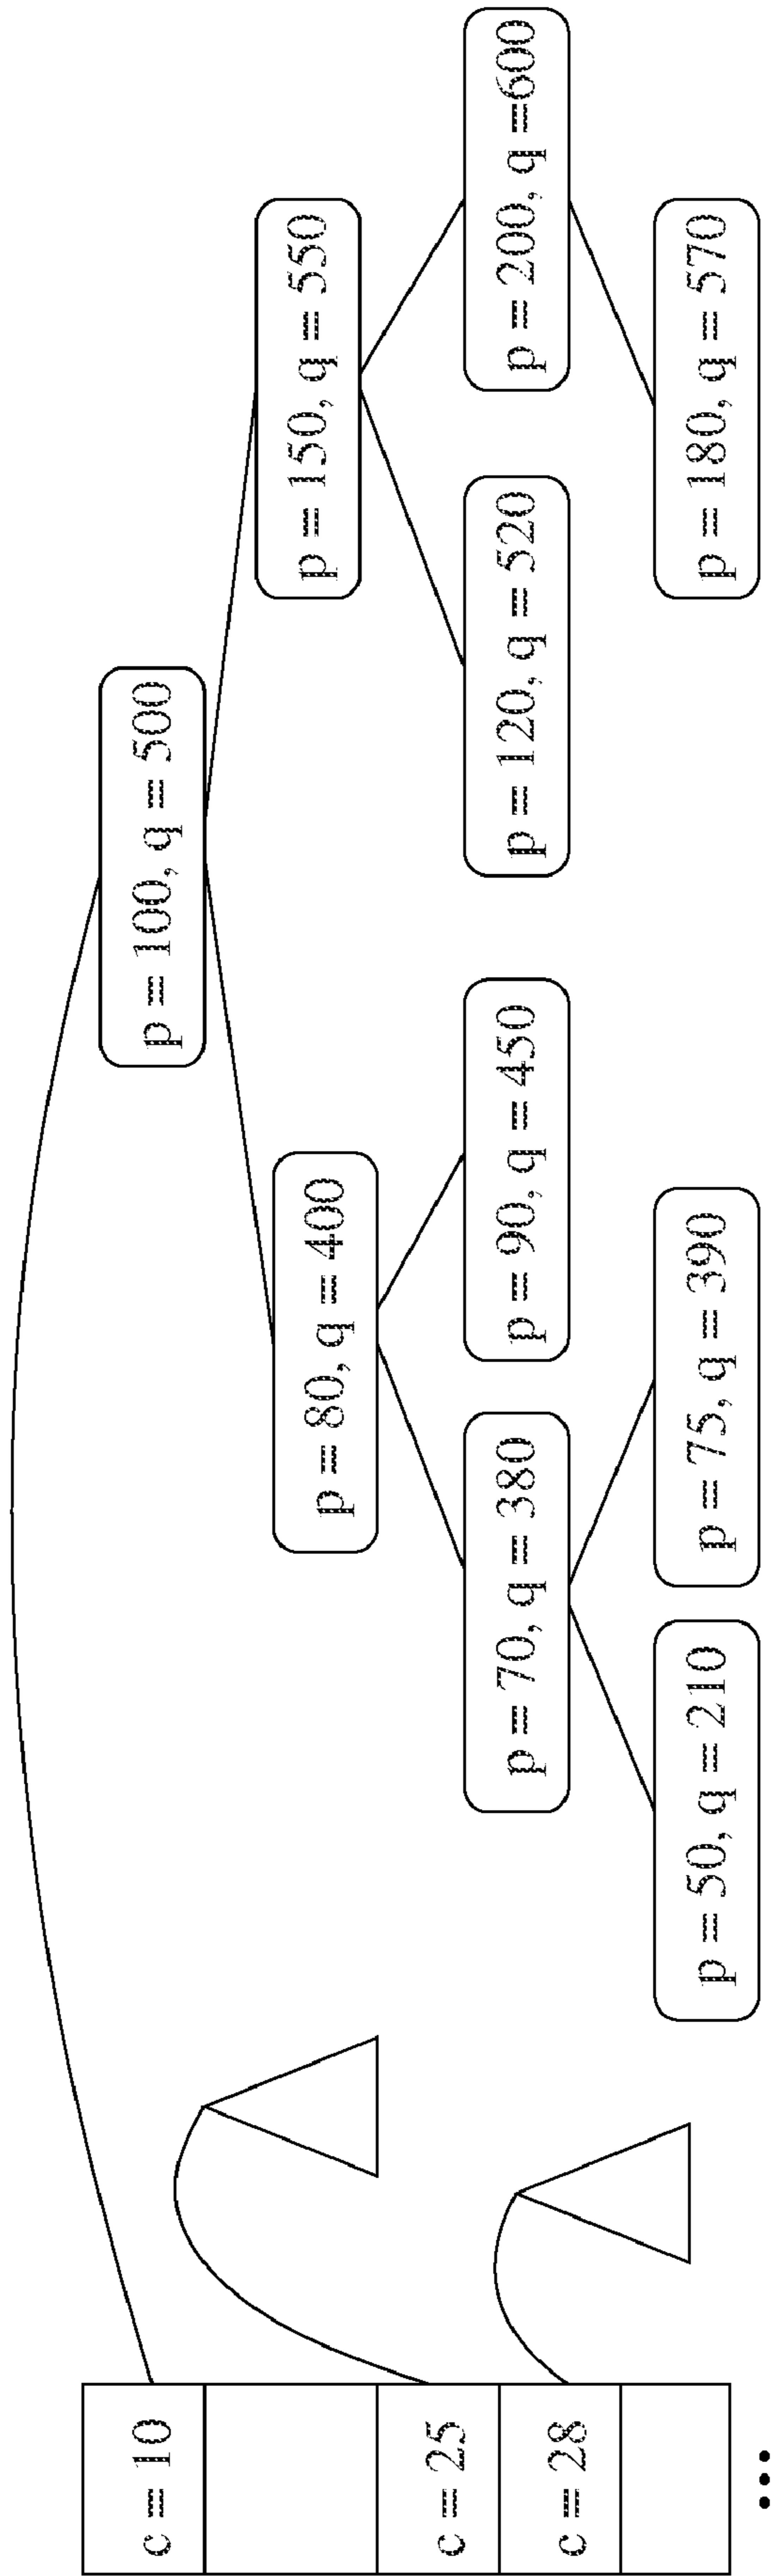 p = 100, q = 500
p = 150, q = 550
p = 80, q = 400
p = 70, q = 380
p = 90, q = 450
p = 120, q = 520
p = 200, q =600
p = 50, q = 210
p = 75, q = 390
p = 180, q = 570
c = 10
c = 25
c = 28
...